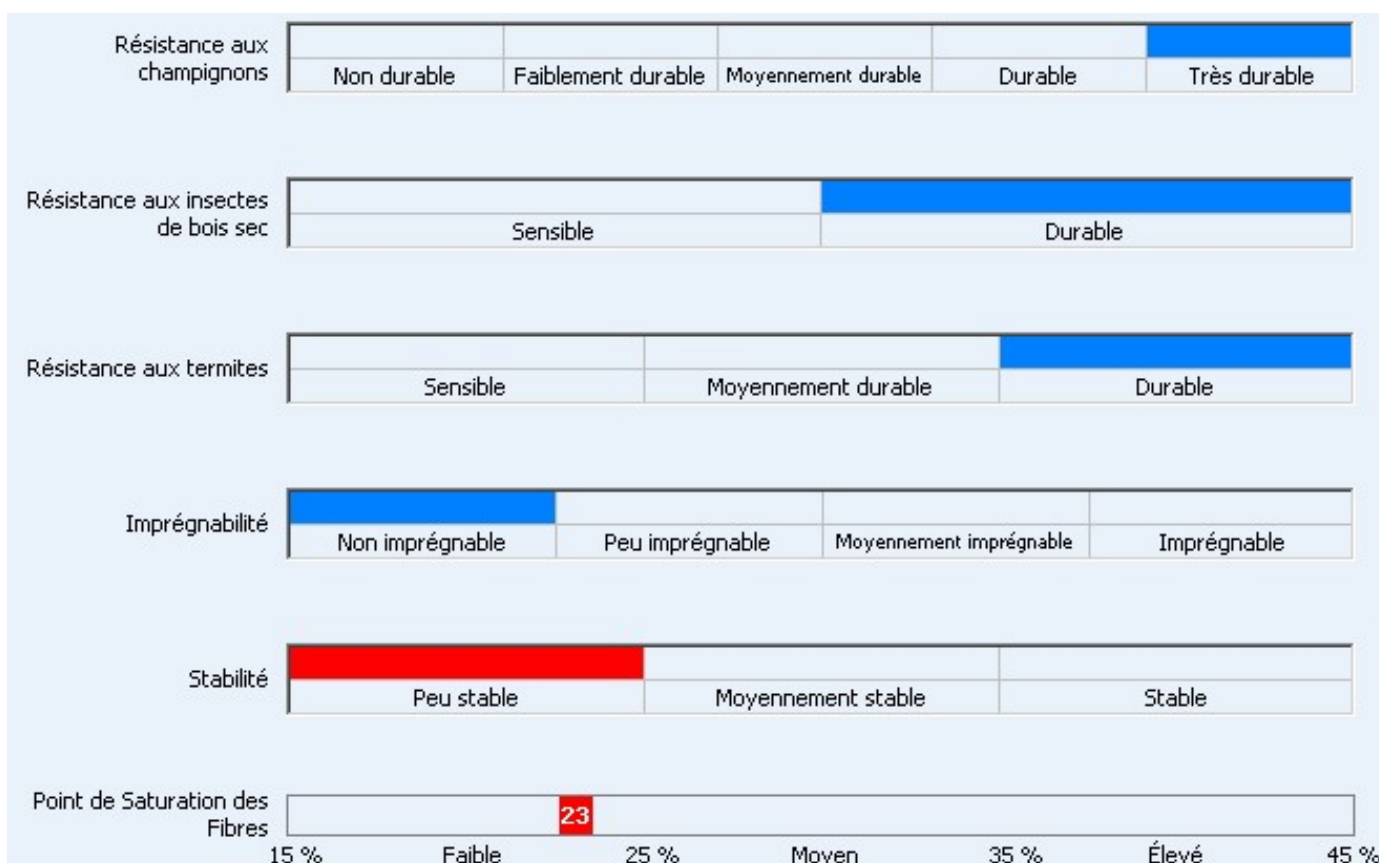 Résistance aux
champignons
Non durable Faiblement durable Moyennement durable Durable Très durable
Résistance aux insectes
de bois sec
Sensible Durable
Résistance aux termites
Sensible Moyennement durable Durable
Imprégnabilité
Non imprégnable Peu imprégnable Moyennement imprégnable Imprégnable
Stabilité
Peu stable Moyennement stable Stable
Point de Saturation des
Fibres
23
15 % Faible 25 % Moyen 35 % Élevé 45 %